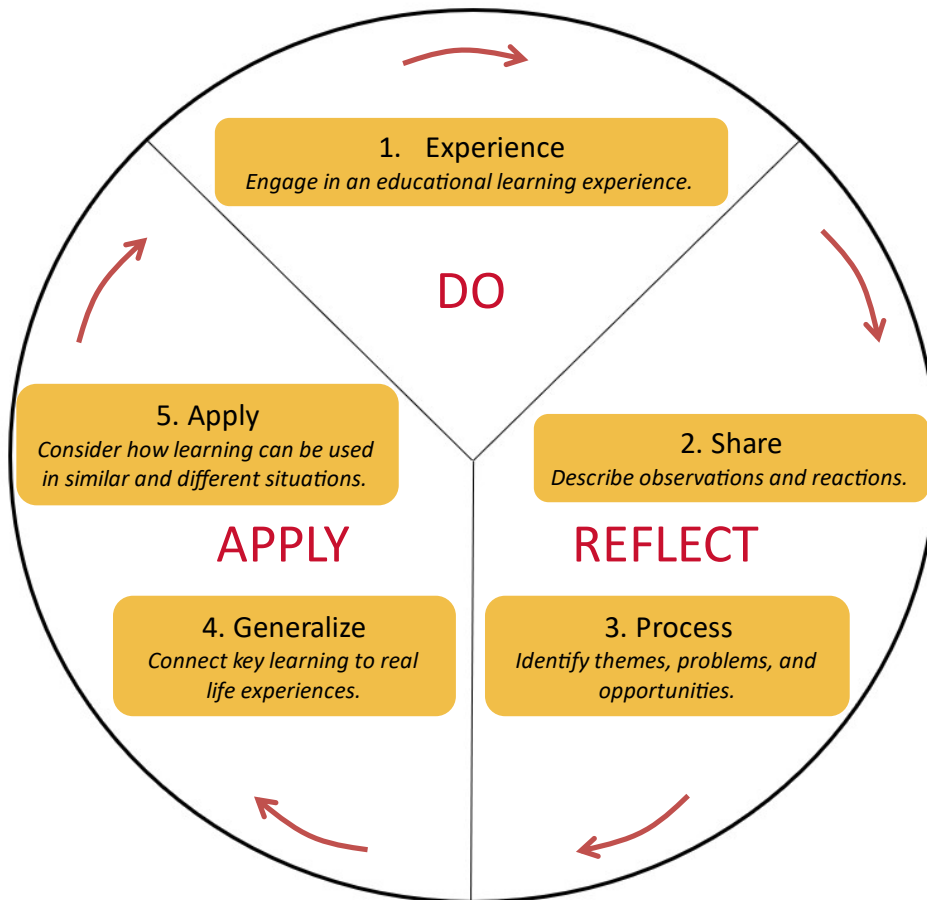 1. Experience
Engage in an educational learning experience.
DO
2. Share
Describe observations and reactions.
REFLECT
3. Process
Identify themes, problems, and
opportunities.
4. Generalize
Connect key learning to real
life experiences.
5. Apply
Consider how learning can be used
in similar and different situations.
APPLY